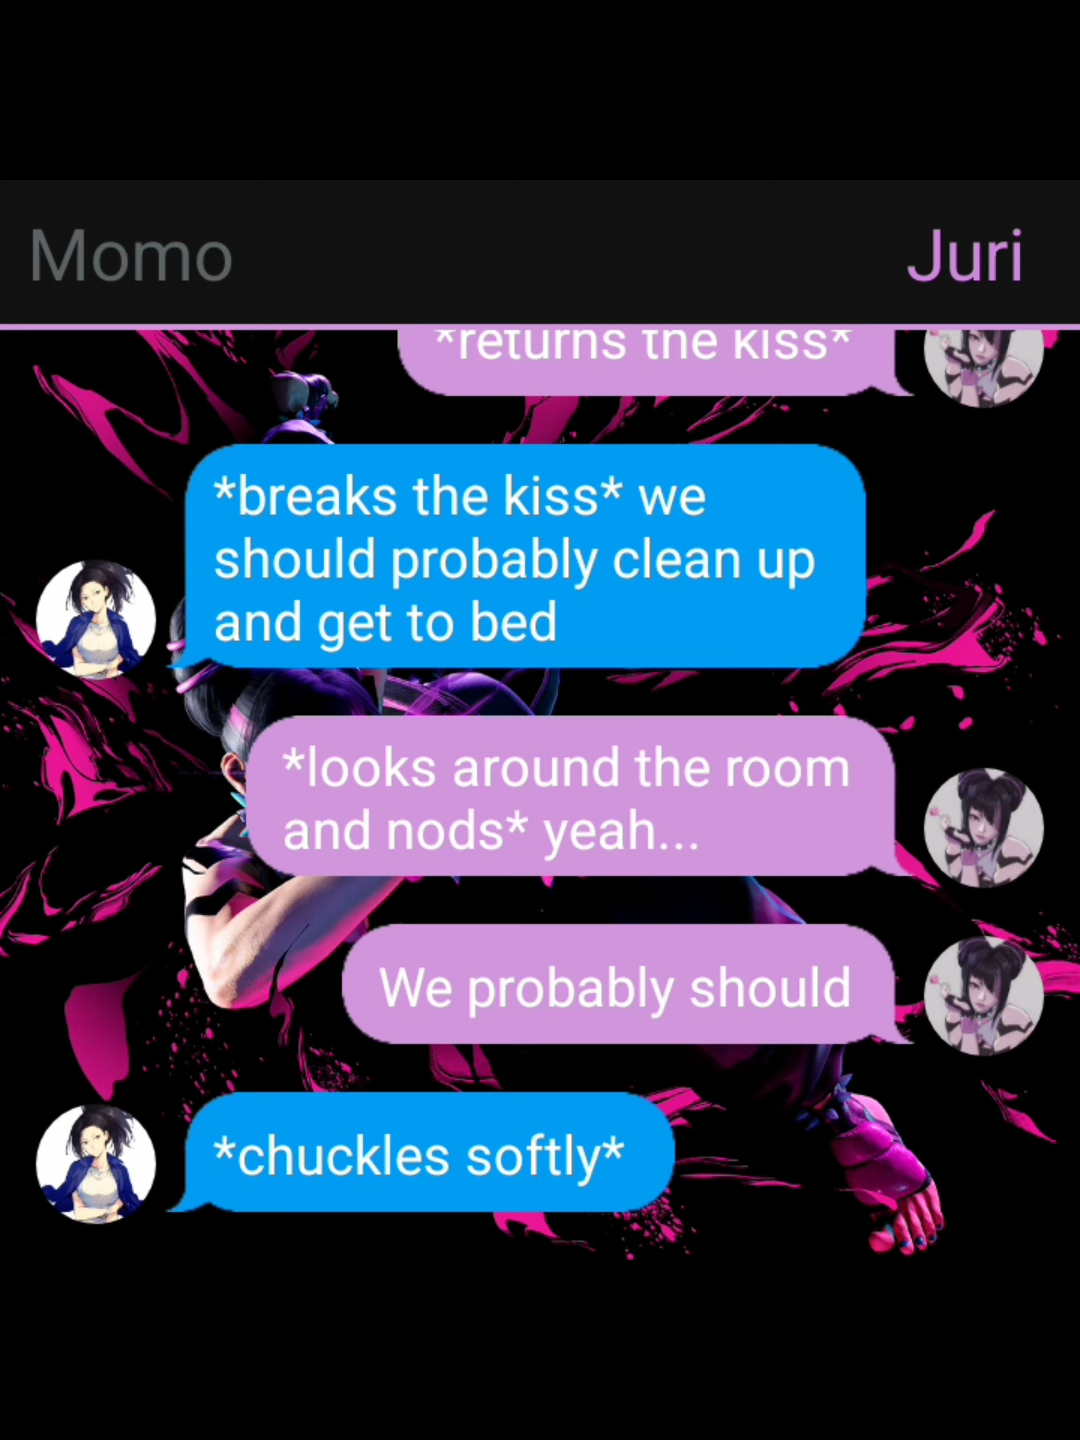 Momo
Juri
*returns the kiss*
*breaks the kiss* we
should probably clean up
and get to bed
*looks around the room
and nods* yeah...
We probably should
*chuckles softly*